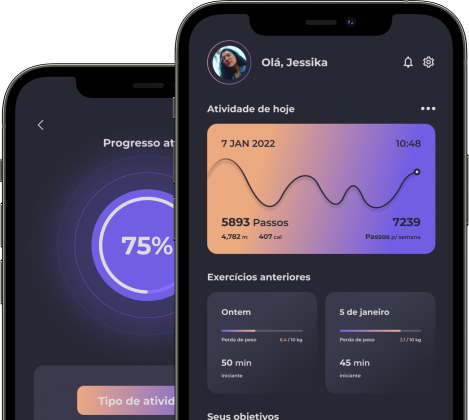 Olá, Jessika
Atividade de hoje
7 JAN 2022 10:48
5893 Passos 7239
4,782 m 407 cal Passos p/ semana
Exercícios anteriores
Ontem 5 de janeiro
Perda de peso 6.4 / 10 kg Perda de peso 2.1 / 10 kg
50 min 45 min
iniciante iniciante
Seus objetivos
Progresso at
75%
Tipo de ativid